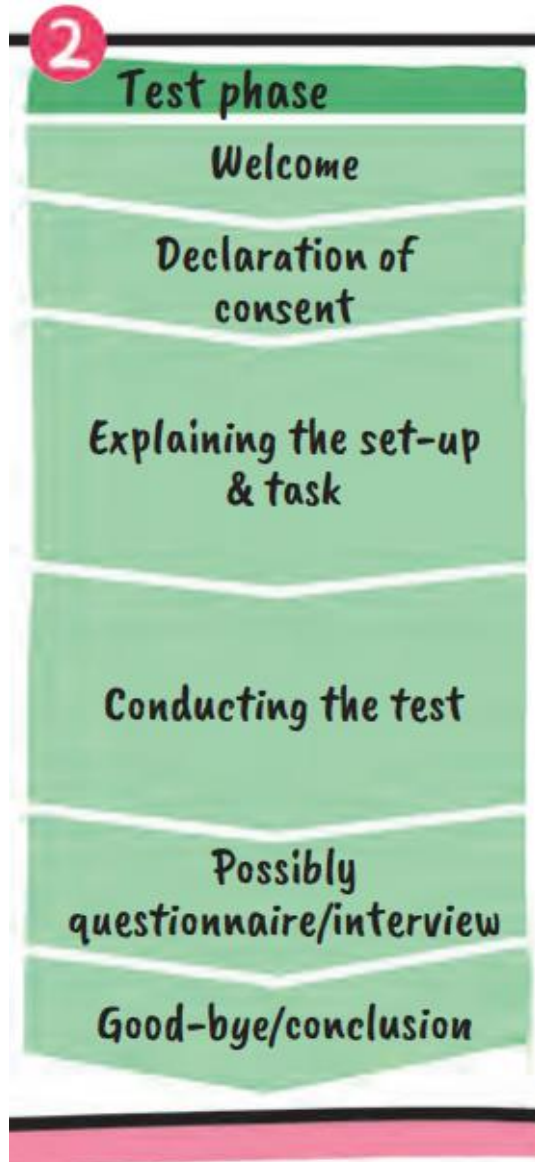 2
Test phase
Welcome
Declaration of
consent
Explaining the set-up
& task
Conducting the test
Possibly
questionnaire/interview
Good-bye/conclusion